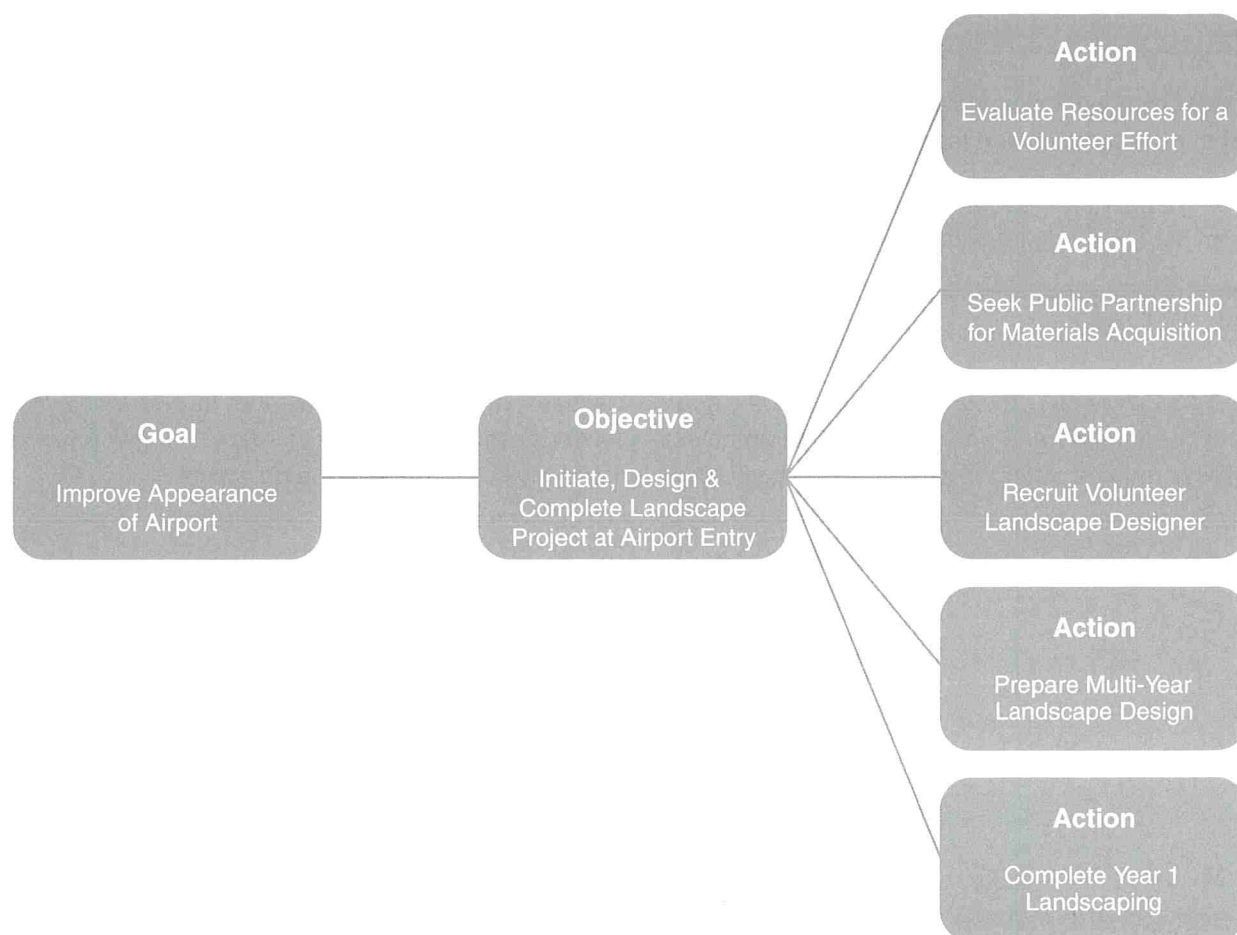 Goal
Improve Appearance
of Airport
Objective
Initiate, Design &
Complete Landscape
Project at Airport Entry
Action
Evaluate Resources for a
Volunteer Effort
Action
Seek Public Partnership
for Materials Acquisition
Action
Recruit Volunteer
Landscape Designer
Action
Prepare Multi-Year
Landscape Design
Action
Complete Year 1
Landscaping